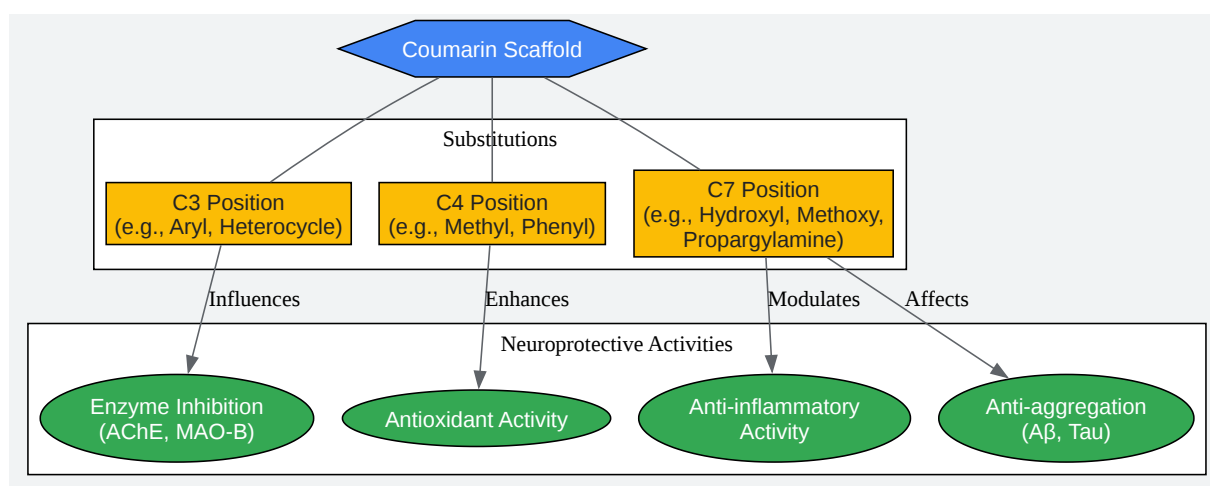 Coumarin Scaffold
Substitutions
C3 Position
(e.g., Aryl, Heterocycle)
C4 Position
(e.g., Methyl, Phenyl)
C7 Position
(e.g., Hydroxyl, Methoxy,
Propargylamine)
Influences
Enhances
Modulates
Affects
Neuroprotective Activities
Enzyme Inhibition
(AChE, MAO-B)
Antioxidant Activity
Anti-inflammatory
Activity
Anti-aggregation
(Aβ, Tau)